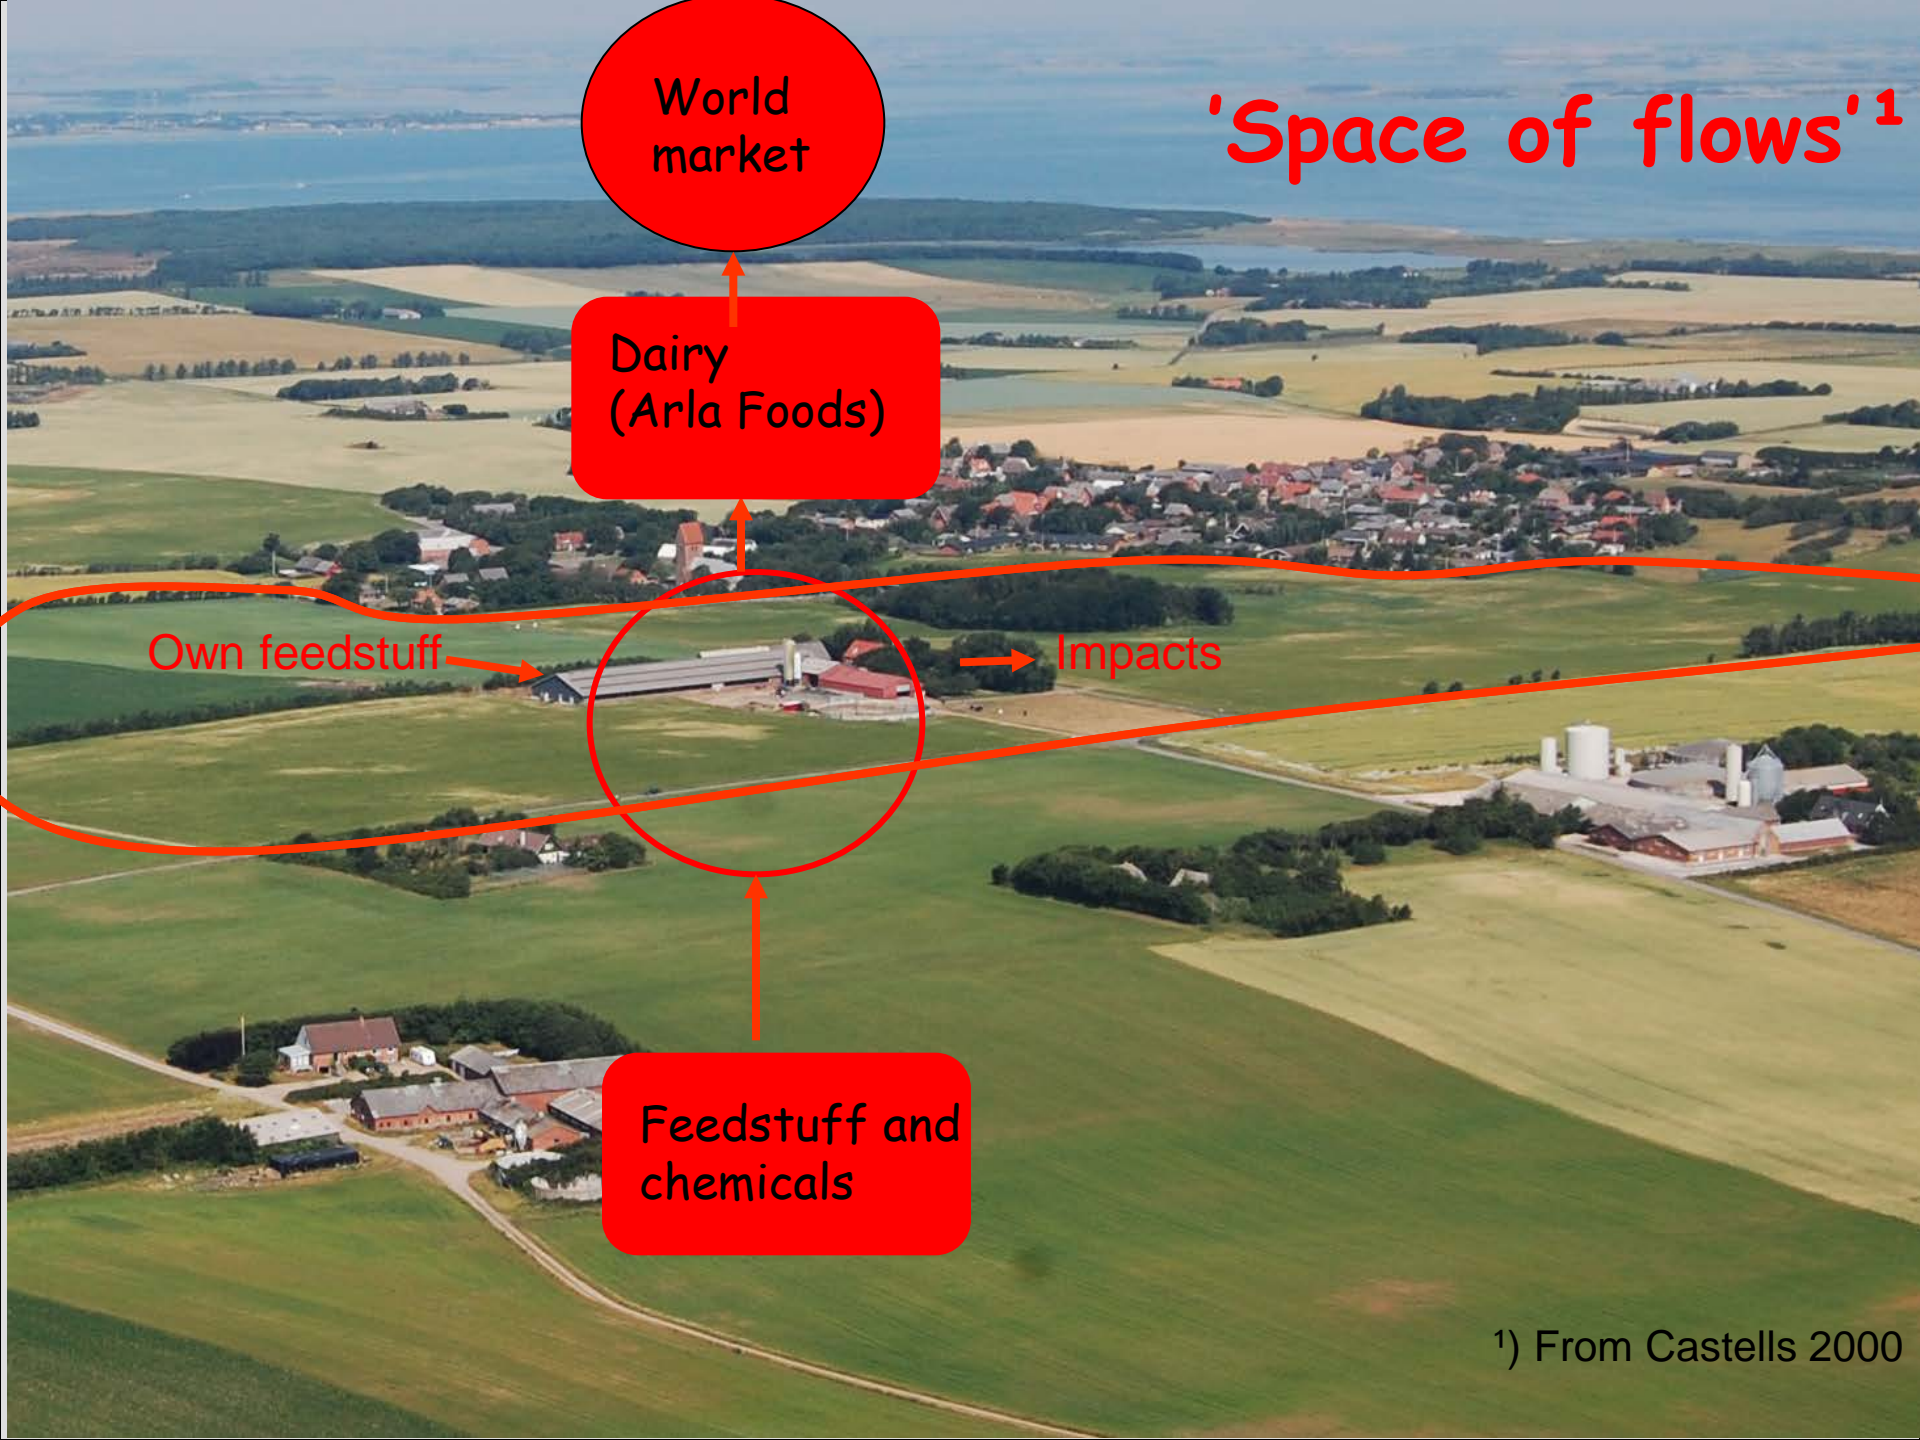 World
market
'Space of flows'¹
Dairy
(Arla Foods)
Own feedstuff
Impacts
Feedstuff and
chemicals
¹) From Castells 2000